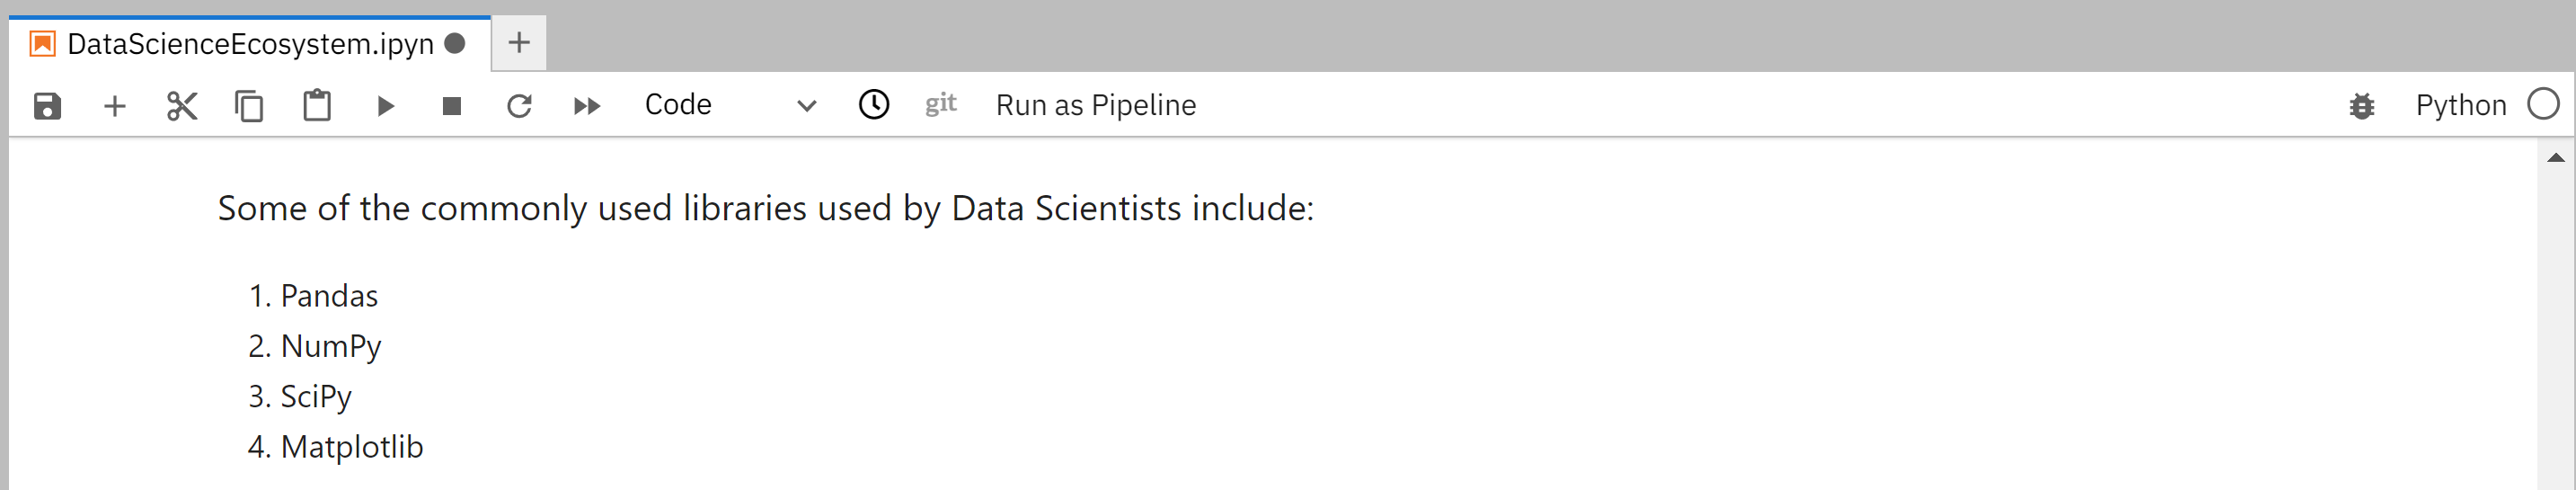 DataScienceEcosystem.ipyn
Code git Run as Pipeline Python
Some of the commonly used libraries used by Data Scientists include:
1. Pandas
2. NumPy
3. SciPy
4. Matplotlib